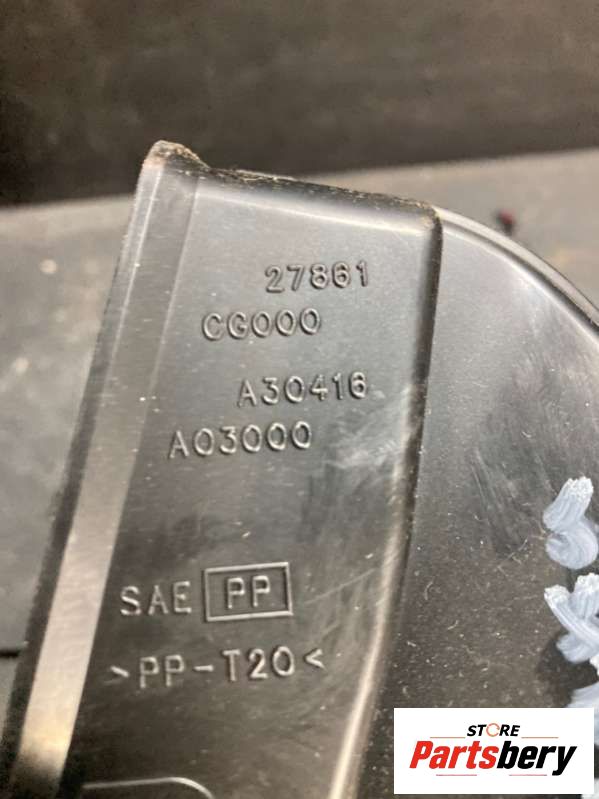 27861
CG000
A30416
A03000
SAE PP
>PP-T20<
STORE
Partsbery